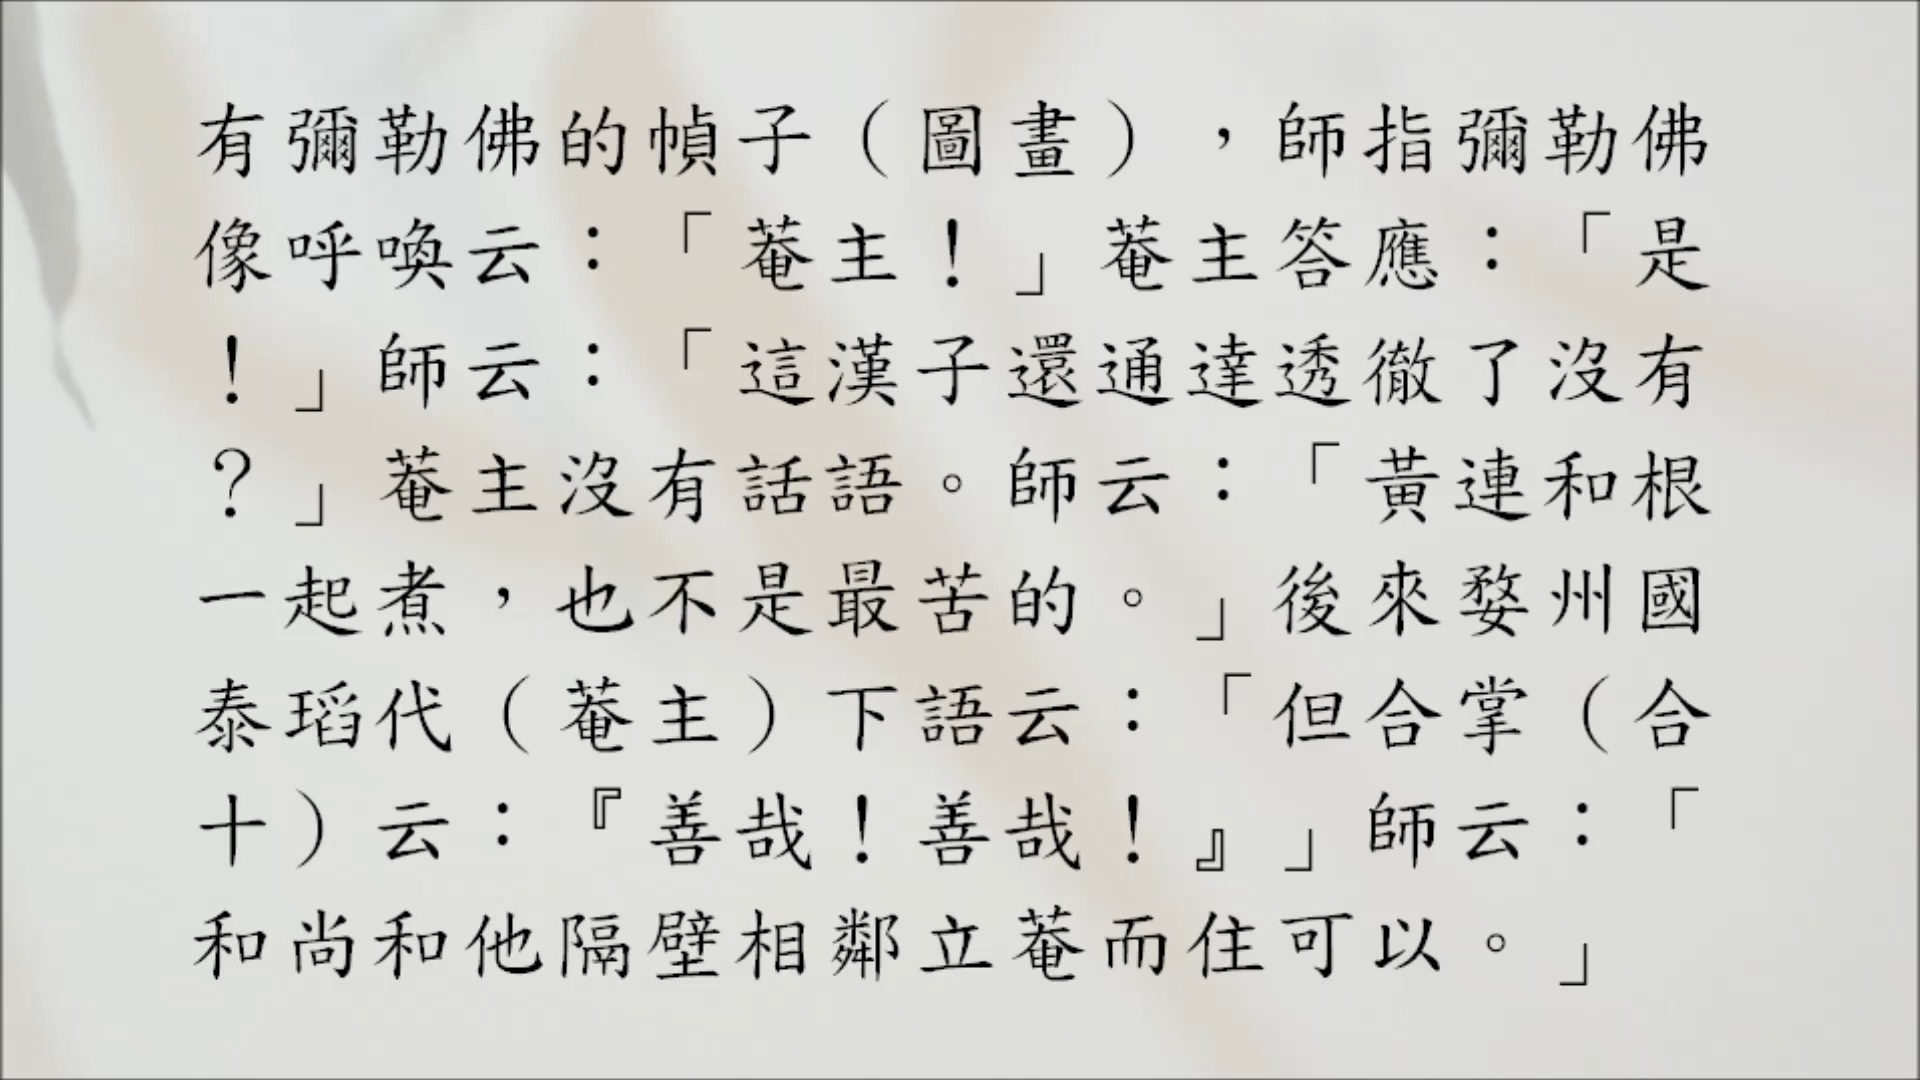 有彌勒佛的幀子（圖畫），師指彌勒佛
像呼喚云：「菴主！」菴主答應：「是
！」師云：「這漢子還通達透徹了沒有
？」菴主沒有話語。師云：「黃連和根
一起煮，也不是最苦的。」後來婺州國
泰瑫代（菴主）下語云：「但合掌（合
十）云：『善哉！善哉！』」師云：「
和尚和他隔壁相鄰立菴而住可以。」